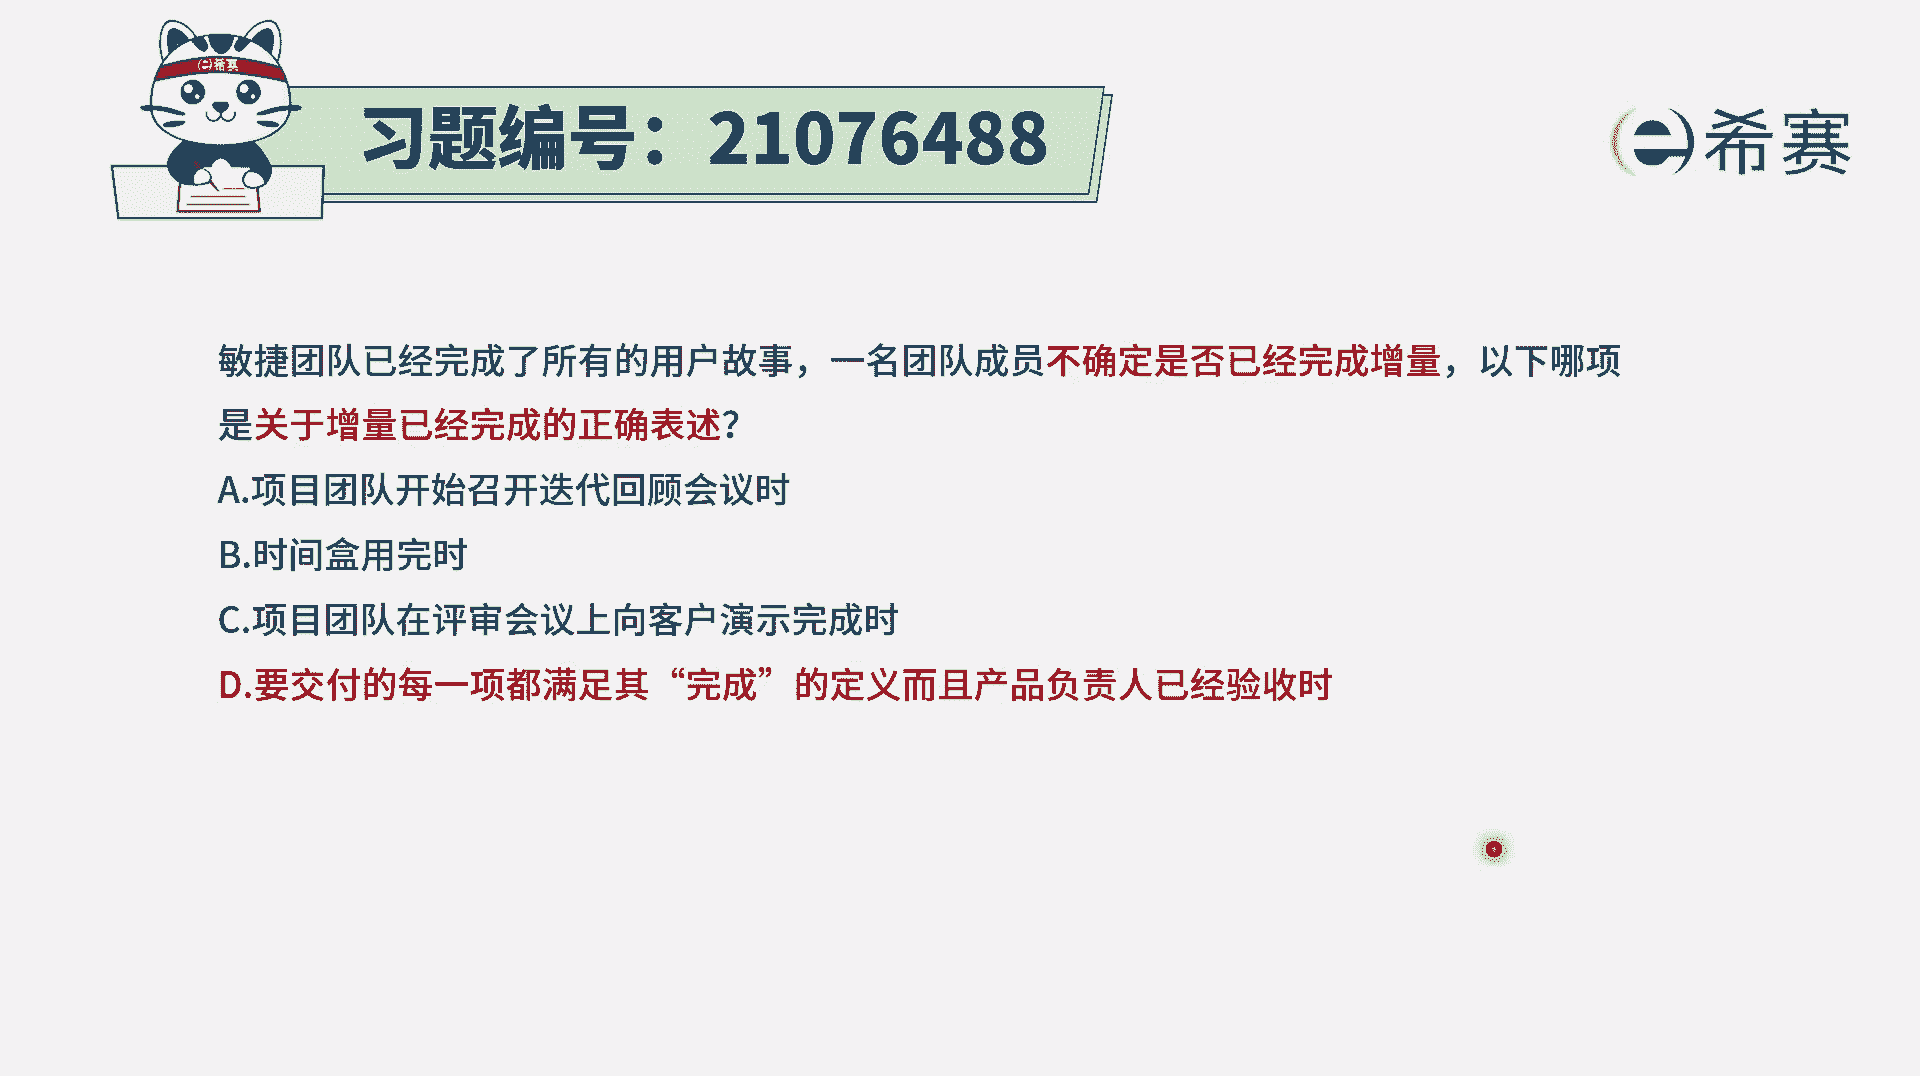 希赛
习题编号：21076488
希赛
敏捷团队已经完成了所有的用户故事，一名团队成员不确定是否已经完成增量，以下哪项
是关于增量已经完成的正确表述？
A.项目团队开始召开迭代回顾会议时
B.时间盒用完时
C.项目团队在评审会议上向客户演示完成时
D.要交付的每一项都满足其“完成”的定义而且产品负责人已经验收时